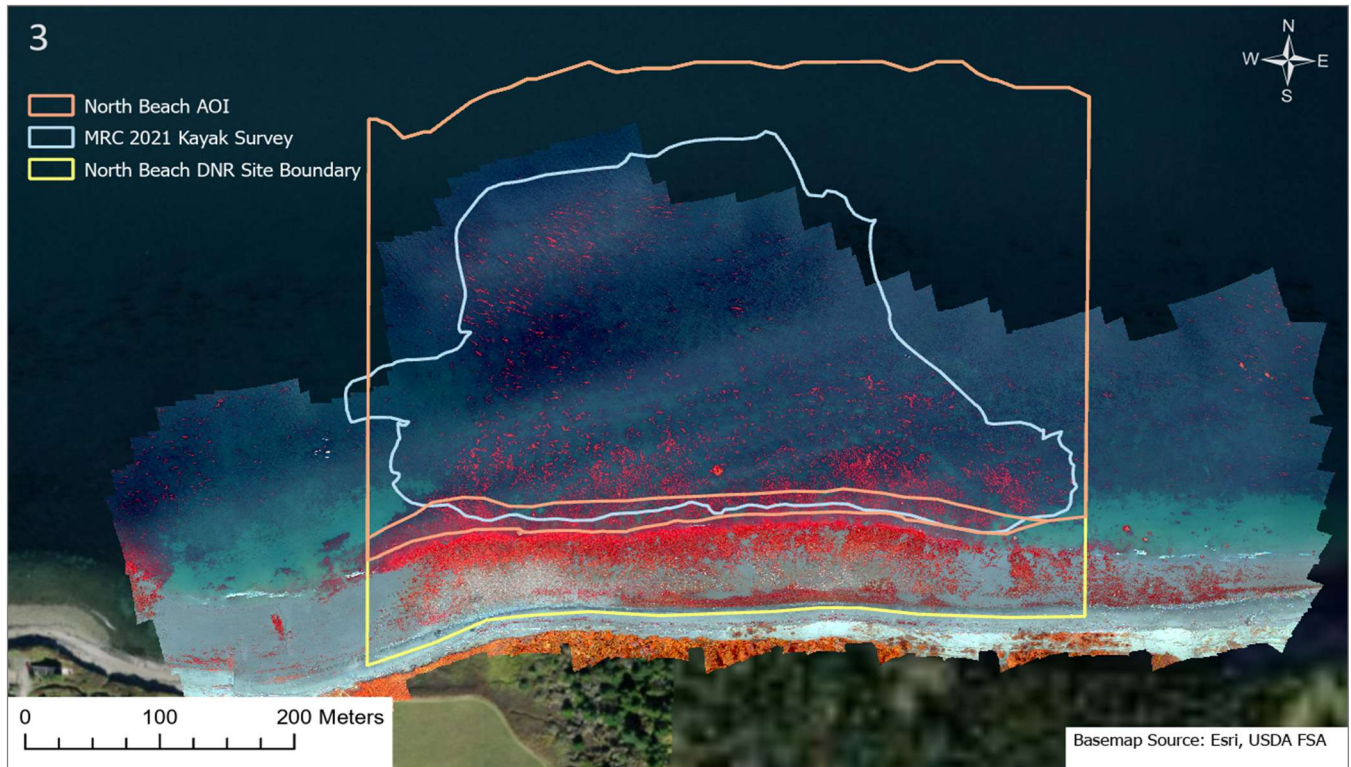 3
N
W E
S
North Beach AOI
MRC 2021 Kayak Survey
North Beach DNR Site Boundary
0 100 200 Meters
Basemap Source: Esri, USDA FSA